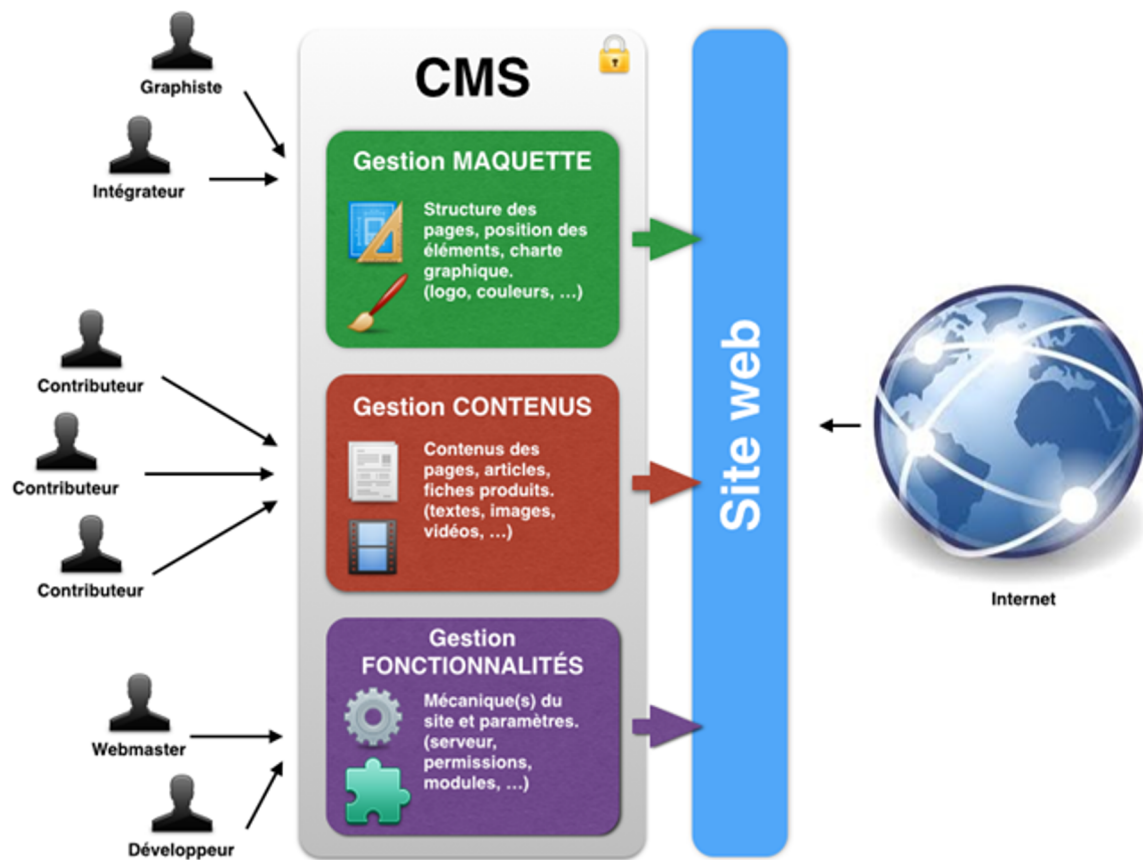 Graphiste
Intégrateur
Contributeur
Contributeur
Contributeur
Webmaster
Développeur
CMS
Gestion MAQUETTE
Structure des
pages, position des
éléments, charte
graphique.
(logo, couleurs, ...)
Gestion CONTENUS
Contenus des
pages, articles,
fiches produits.
(textes, images,
vidéos, ...)
Gestion
FONCTIONNALITÉS
Mécanique(s) du
site et paramètres.
(serveur,
permissions,
modules, ...)
Site web
Internet